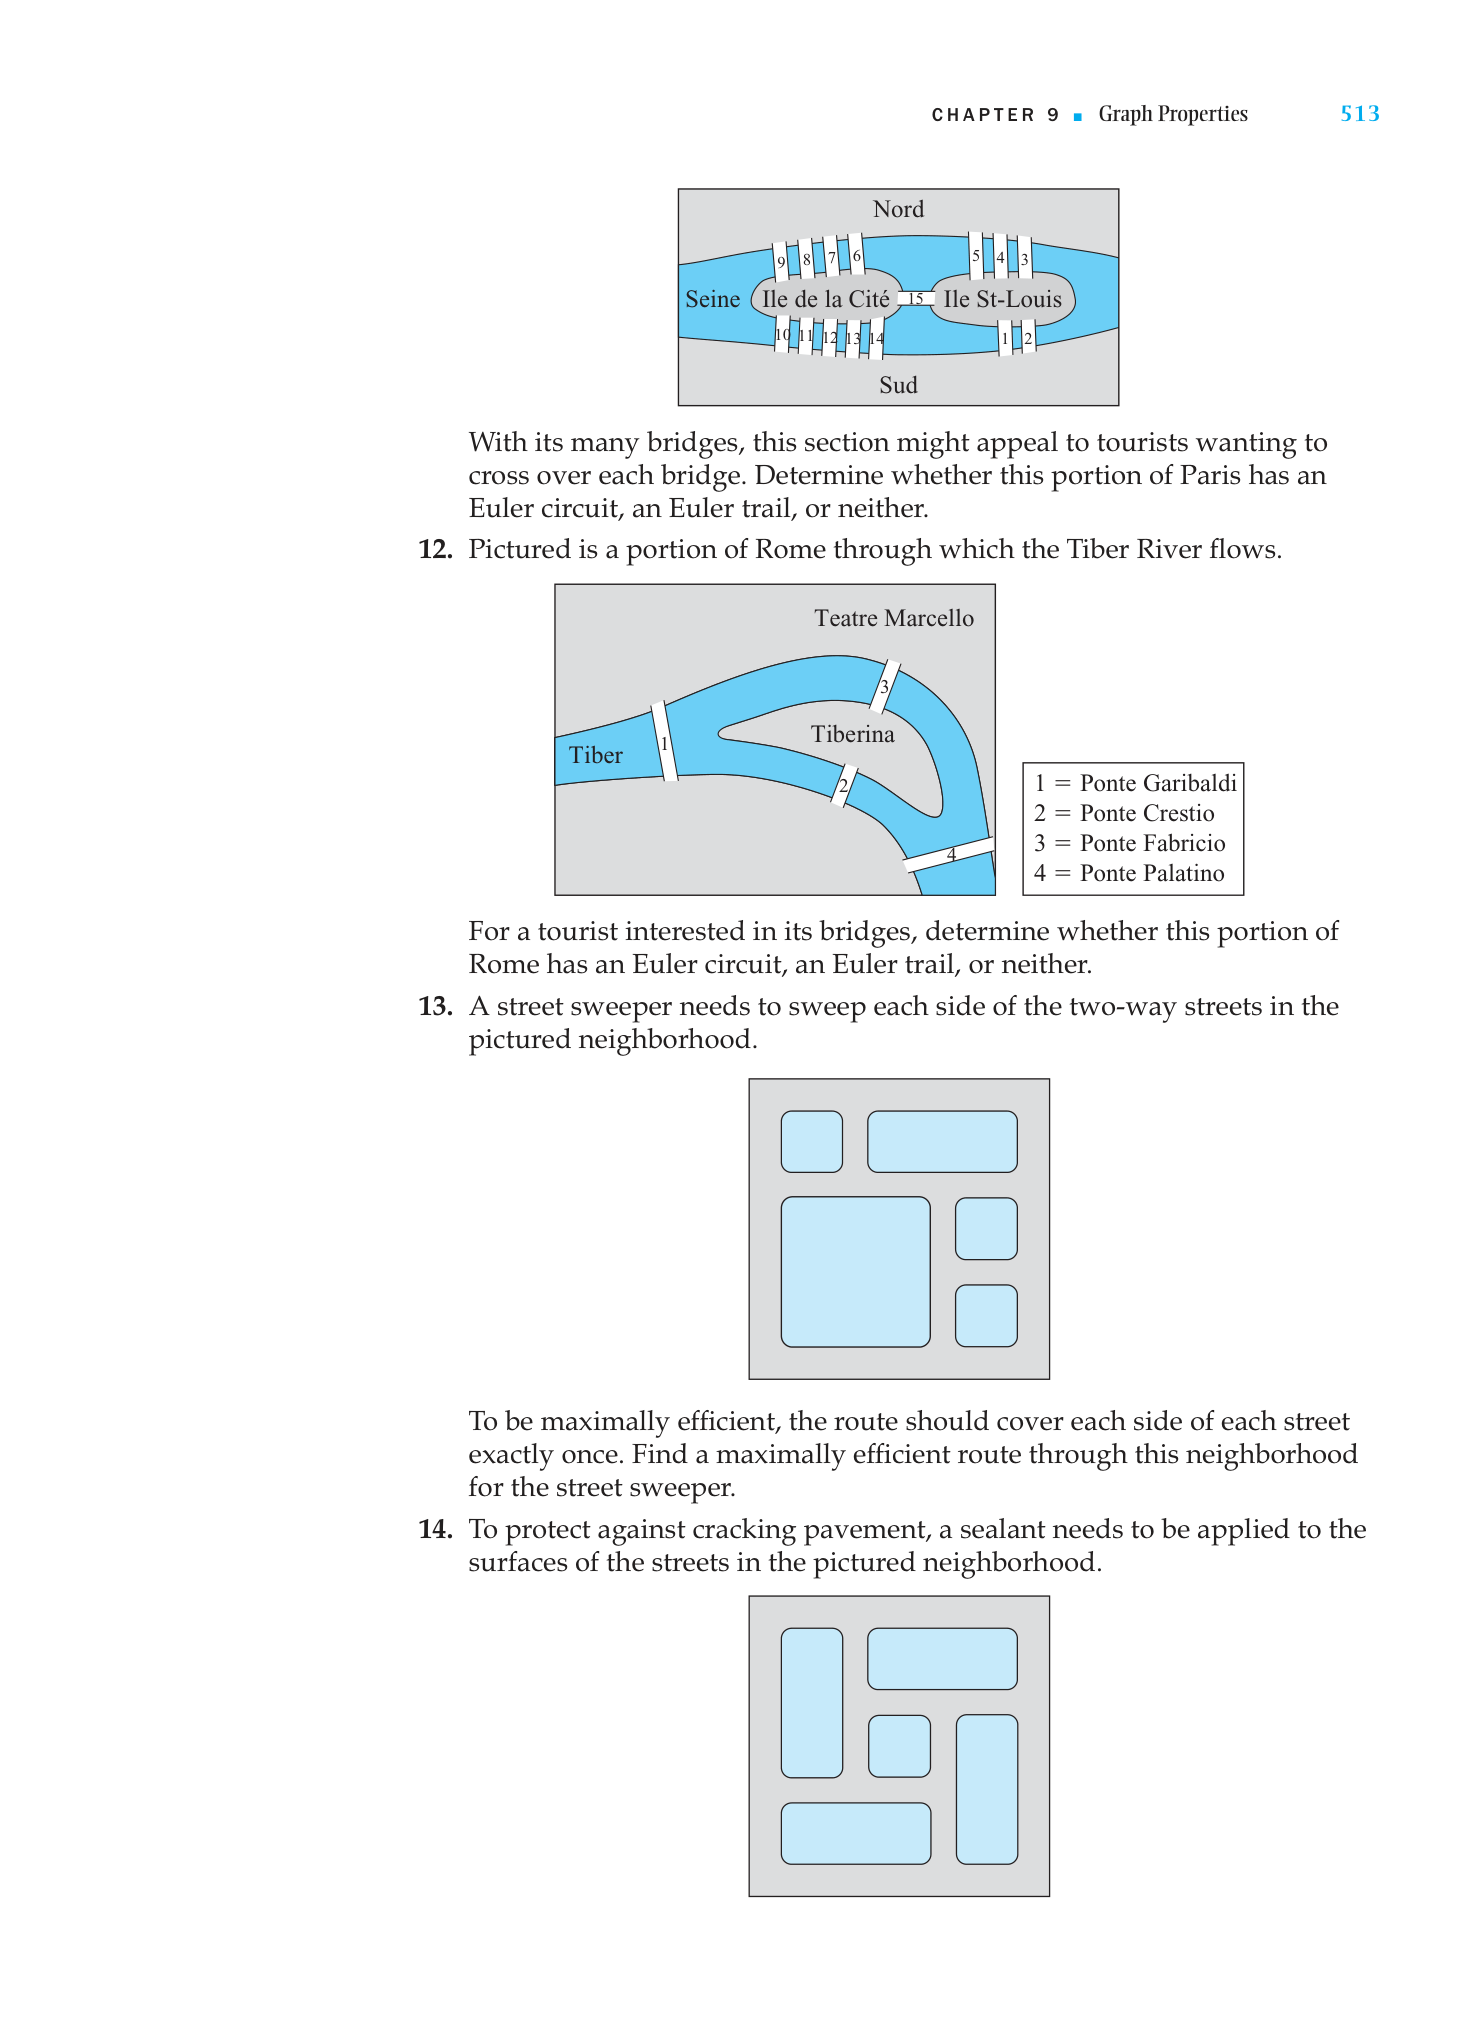 CHAPTER 9 ■ Graph Properties 513
Nord
9 8 7 6 5 4 3
Seine Ile de la Cité 15 Ile St-Louis
10 11 12 13 14 1 2
Sud
With its many bridges, this section might appeal to tourists wanting to
cross over each bridge. Determine whether this portion of Paris has an
Euler circuit, an Euler trail, or neither.
12. Pictured is a portion of Rome through which the Tiber River flows.
Teatre Marcello
3
Tiberina
1
Tiber
2
4
1 = Ponte Garibaldi
2 = Ponte Crestio
3 = Ponte Fabricio
4 = Ponte Palatino
For a tourist interested in its bridges, determine whether this portion of
Rome has an Euler circuit, an Euler trail, or neither.
13. A street sweeper needs to sweep each side of the two-way streets in the
pictured neighborhood.
To be maximally efficient, the route should cover each side of each street
exactly once. Find a maximally efficient route through this neighborhood
for the street sweeper.
14. To protect against cracking pavement, a sealant needs to be applied to the
surfaces of the streets in the pictured neighborhood.